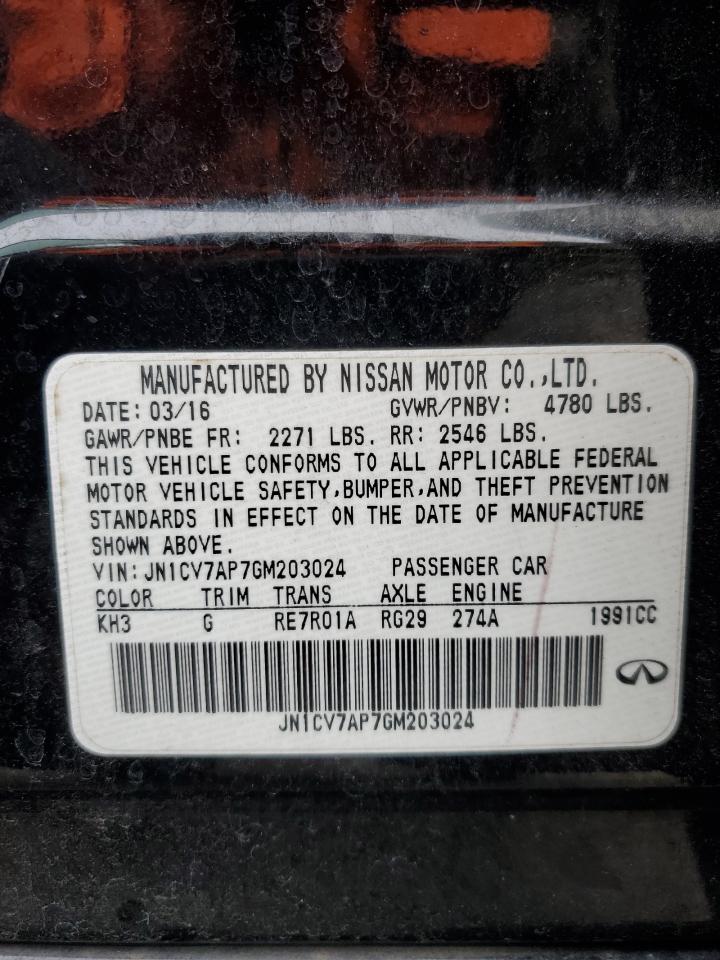 MANUFACTURED BY NISSAN MOTOR CO.,LTD.
DATE: 03/16 GVWR/PNBV: 4780 LBS.
GAWR/PNBE FR: 2271 LBS. RR: 2546 LBS.
THIS VEHICLE CONFORMS TO ALL APPLICABLE FEDERAL
MOTOR VEHICLE SAFETY,BUMPER,AND THEFT PREVENTION
STANDARDS IN EFFECT ON THE DATE OF MANUFACTURE
SHOWN ABOVE.
VIN: JN1CV7AP7GM203024 PASSENGER CAR
COLOR TRIM TRANS AXLE ENGINE
KH3 G RE7R01A RG29 274A 1991CC
JN1CV7AP7GM203024